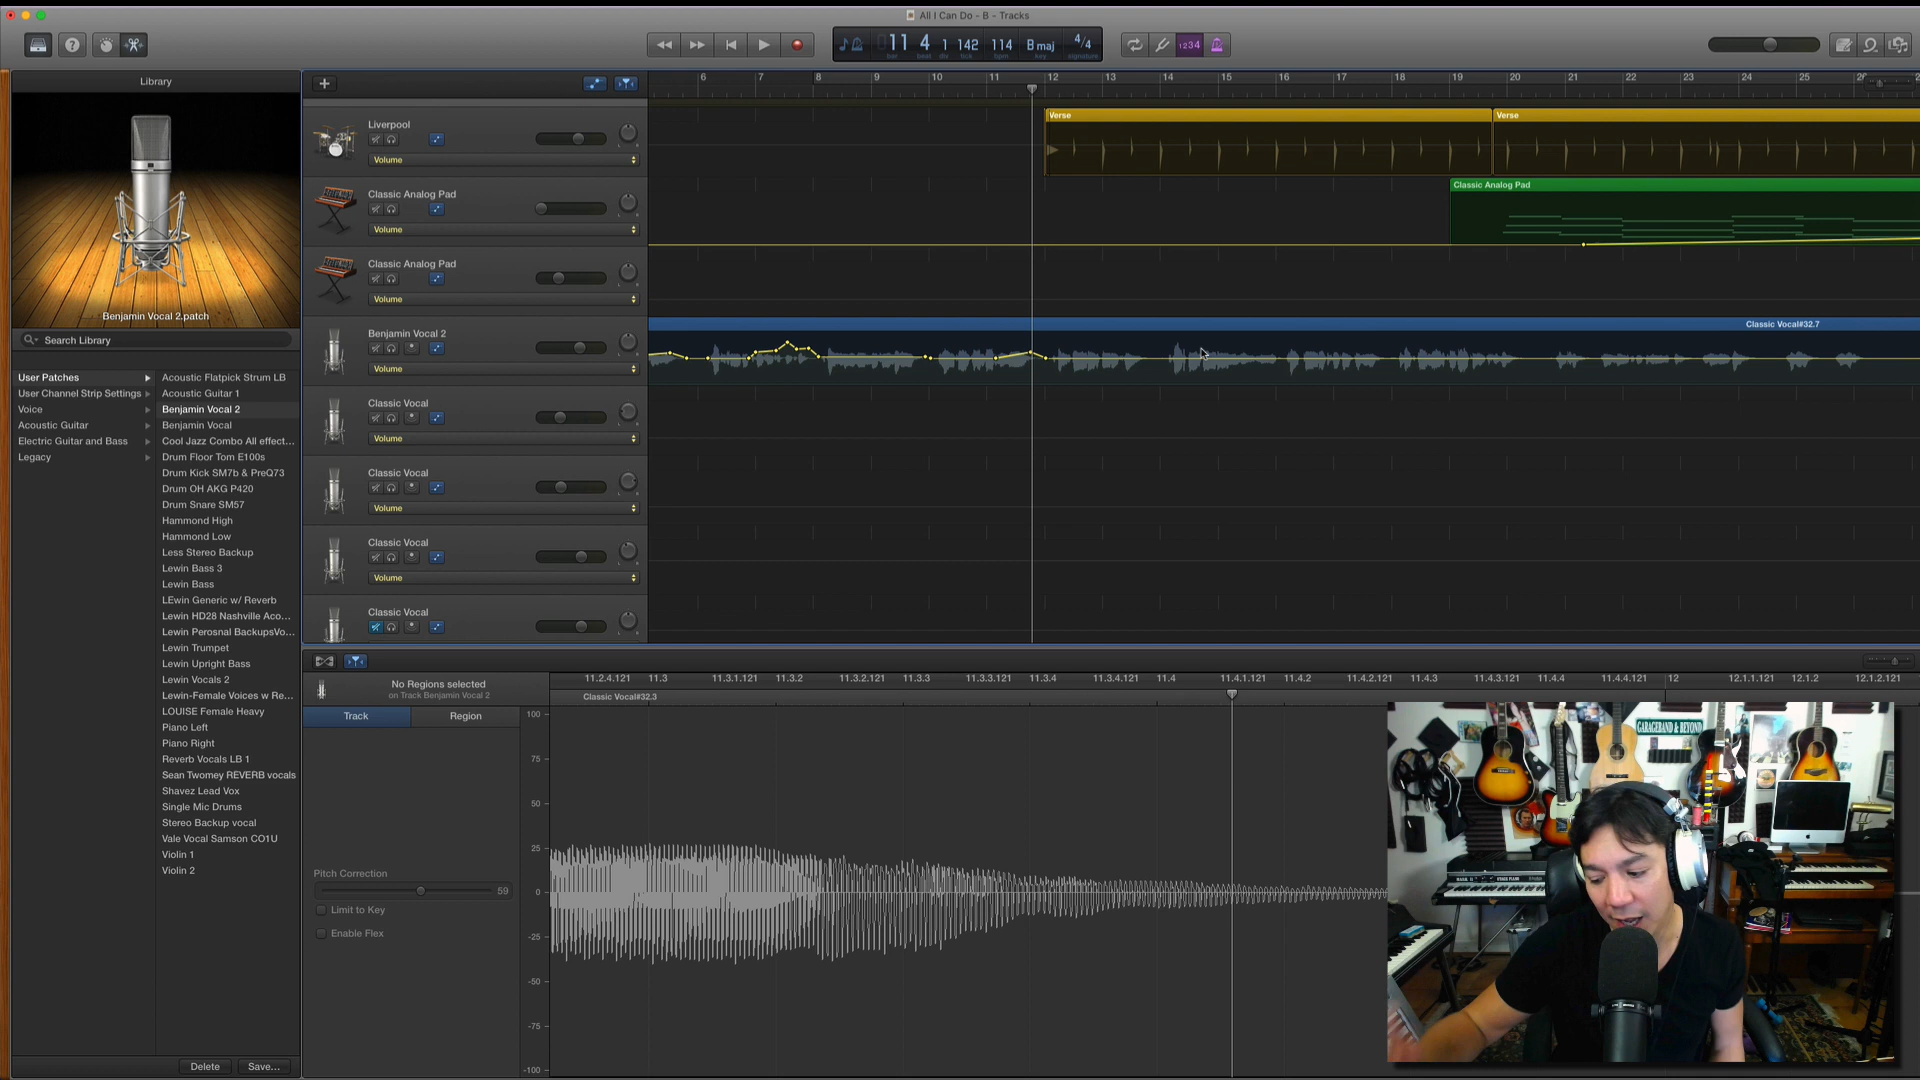 All I Can Do - B - Tracks
11 4 1 142 114 B maj 4/4
bar beat div tick bpm key signature
1234
Library
Benjamin Vocal 2.patch
Search Library
User Patches
User Channel Strip Settings
Voice
Acoustic Guitar
Electric Guitar and Bass
Legacy
Acoustic Flatpick Strum LB
Acoustic Guitar 1
Benjamin Vocal 2
Benjamin Vocal
Cool Jazz Combo All effect...
Drum Floor Tom E100s
Drum Kick SM7b & PreQ73
Drum OH AKG P420
Drum Snare SM57
Hammond High
Hammond Low
Less Stereo Backup
Lewin Bass 3
Lewin Bass
LEwin Generic w/ Reverb
Lewin HD28 Nashville Aco...
Lewin Perosnal BackupsVo...
Lewin Trumpet
Lewin Upright Bass
Lewin Vocals 2
Lewin-Female Voices w Re...
LOUISE Female Heavy
Piano Left
Piano Right
Reverb Vocals LB 1
Sean Twomey REVERB vocals
Shavez Lead Vox
Single Mic Drums
Stereo Backup vocal
Vale Vocal Samson CO1U
Violin 1
Violin 2
Delete
Save...
6 7 8 9 10 11 12 13 14 15 16 17 18 19 20 21 22 23 24 25 26
Liverpool
Volume
Classic Analog Pad
Volume
Classic Analog Pad
Volume
Benjamin Vocal 2
Volume
Classic Vocal
Volume
Classic Vocal
Volume
Classic Vocal
Volume
Classic Vocal
Verse
Verse
Classic Analog Pad
Classic Vocal#32.7
No Regions selected
on Track Benjamin Vocal 2
Track
Region
Pitch Correction
59
Limit to Key
Enable Flex
11.2.4.121 11.3 11.3.1.121 11.3.2 11.3.2.121 11.3.3 11.3.3.121 11.3.4 11.3.4.121 11.4 11.4.1.121 11.4.2 11.4.2.121 11.4.3 11.4.3.121 11.4.4 11.4.4.121 12 12.1.1.121 12.1.2 12.1.2.121
Classic Vocal#32.3
100
75
50
25
0
-25
-50
-75
-100
GARAGEBAND & BEYOND